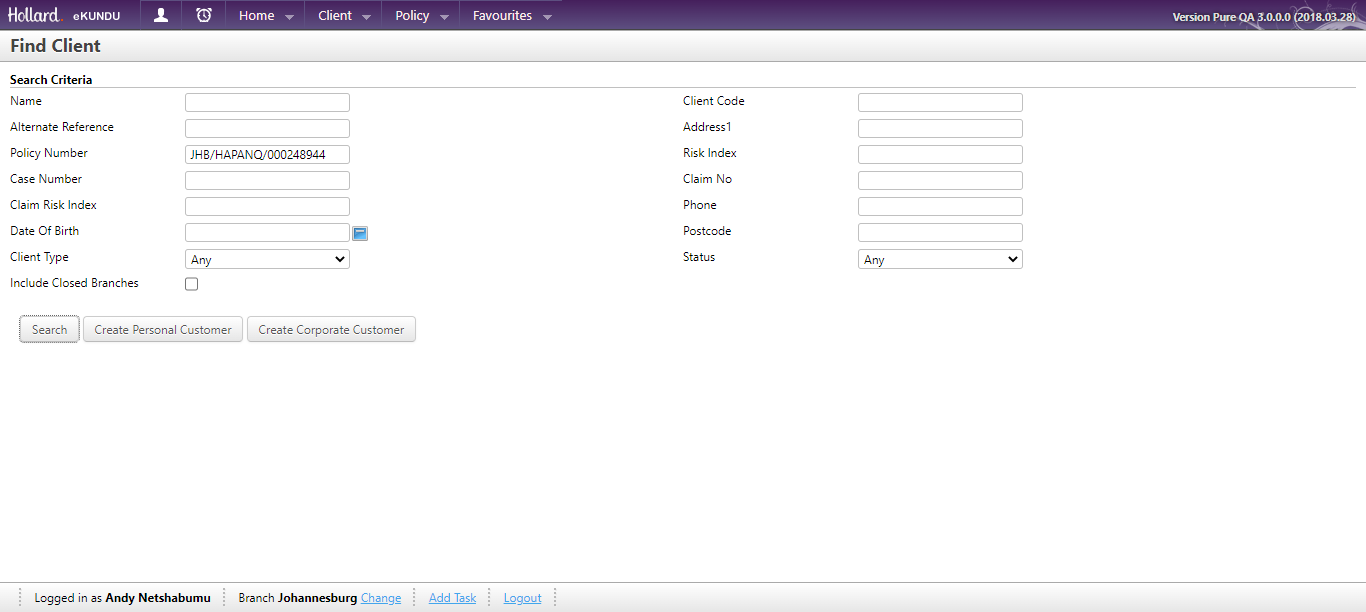 Hollard. eKUNDU Home Client Policy Favourites Version Pure QA 3.0.0.0 (2018.03.28)
Find Client
Search Criteria
Name Client Code
Alternate Reference Address1
Policy Number JHB/HAPANQ/000248944 Risk Index
Case Number Claim No
Claim Risk Index Phone
Date Of Birth Postcode
Client Type Any Status Any
Include Closed Branches
Search Create Personal Customer Create Corporate Customer
Logged in as Andy Netshabumu Branch Johannesburg Change Add Task Logout